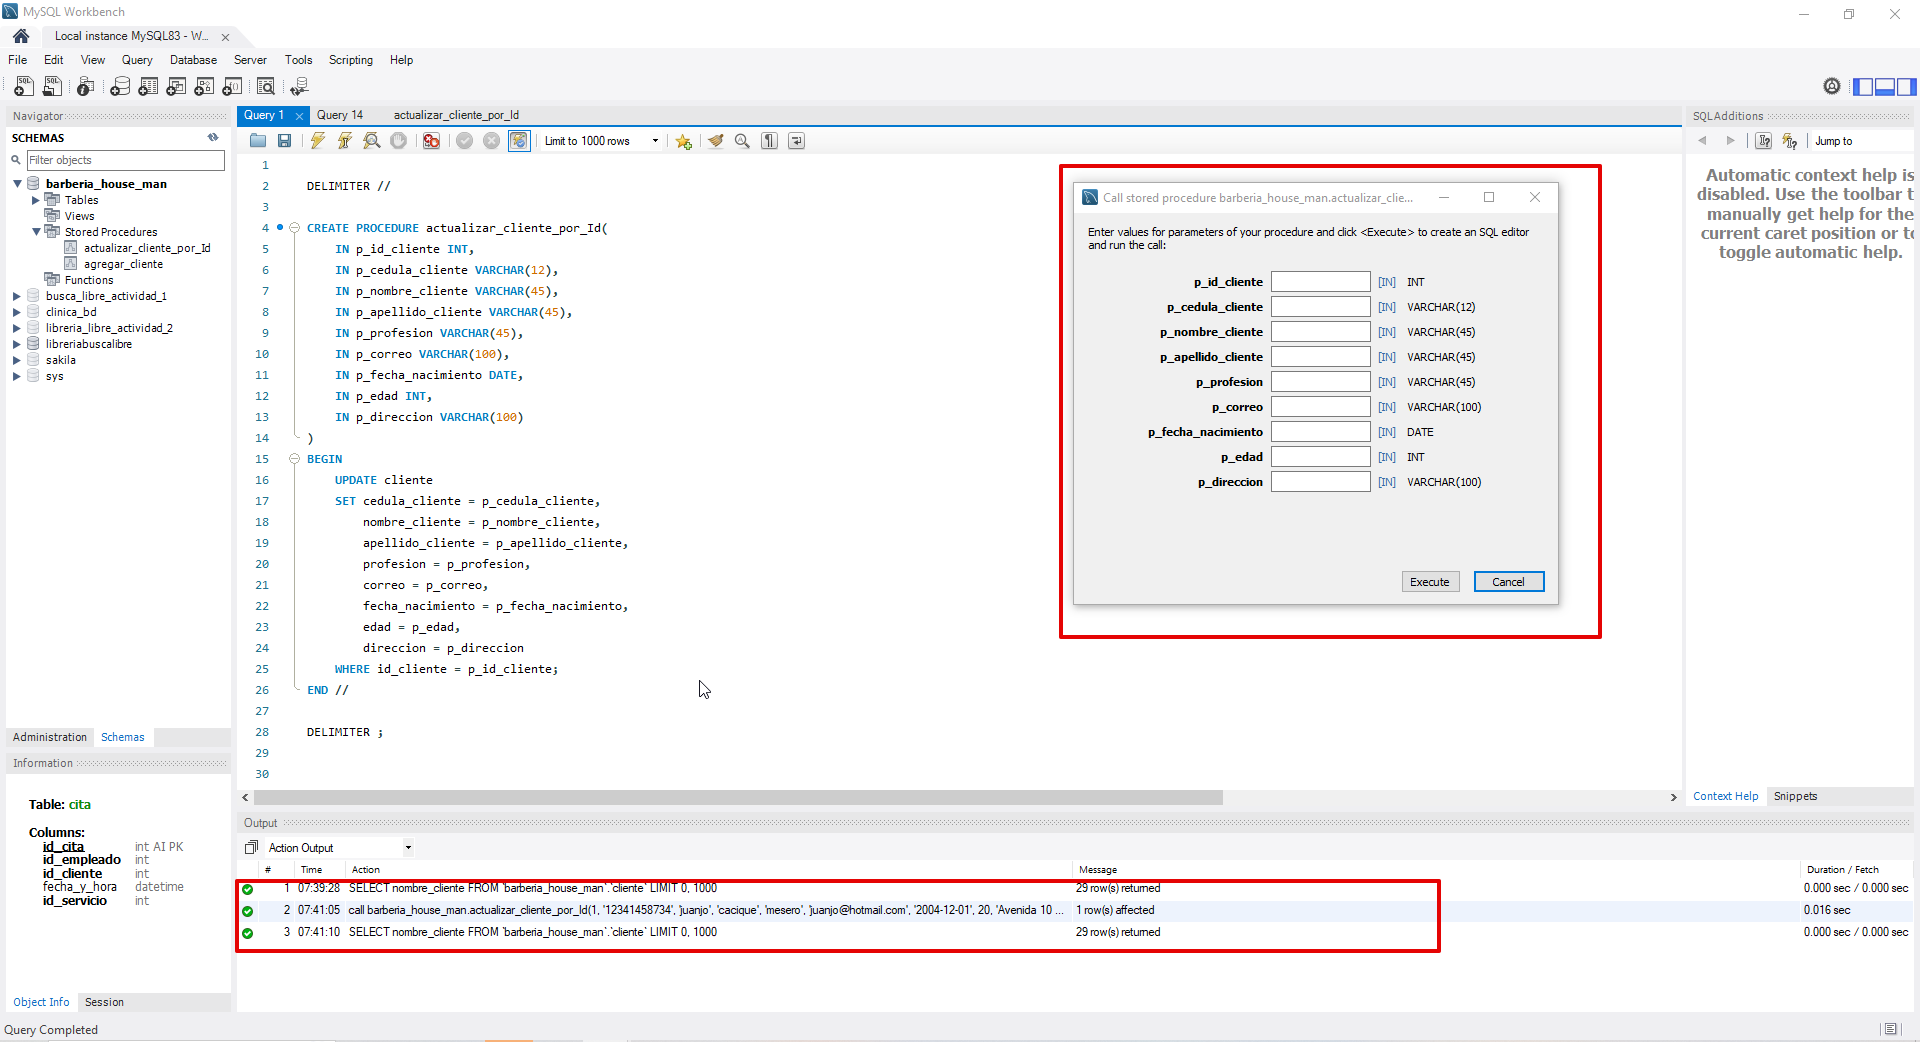 MySQL Workbench
Local instance MySQL83 - W...
File Edit View Query Database Server Tools Scripting Help
Navigator
SCHEMAS
Filter objects
barberia_house_man
Tables
Views
Stored Procedures
actualizar_cliente_por_Id
agregar_cliente
Functions
busca_libre_actividad_1
clinica_bd
libreria_libre_actividad_2
libreriabuscalibre
sakila
sys
Administration Schemas
Information
Table: cita
Columns:
id_cita int AI PK
id_empleado int
id_cliente int
fecha_y_hora datetime
id_servicio int
Object Info Session
Query 1 Query 14 actualizar_cliente_por_Id
Limit to 1000 rows
1
2 DELIMITER //
3
4 CREATE PROCEDURE actualizar_cliente_por_Id(
5 IN p_id_cliente INT,
6 IN p_cedula_cliente VARCHAR(12),
7 IN p_nombre_cliente VARCHAR(45),
8 IN p_apellido_cliente VARCHAR(45),
9 IN p_profesion VARCHAR(45),
10 IN p_correo VARCHAR(100),
11 IN p_fecha_nacimiento DATE,
12 IN p_edad INT,
13 IN p_direccion VARCHAR(100)
14 )
15 BEGIN
16 UPDATE cliente
17 SET cedula_cliente = p_cedula_cliente,
18 nombre_cliente = p_nombre_cliente,
19 apellido_cliente = p_apellido_cliente,
20 profesion = p_profesion,
21 correo = p_correo,
22 fecha_nacimiento = p_fecha_nacimiento,
23 edad = p_edad,
24 direccion = p_direccion
25 WHERE id_cliente = p_id_cliente;
26 END //
27
28 DELIMITER ;
29
30
Call stored procedure barberia_house_man.actualizar_clie...
Enter values for parameters of your procedure and click <Execute> to create an SQL editor
and run the call:
p_id_cliente [IN] INT
p_cedula_cliente [IN] VARCHAR(12)
p_nombre_cliente [IN] VARCHAR(45)
p_apellido_cliente [IN] VARCHAR(45)
p_profesion [IN] VARCHAR(45)
p_correo [IN] VARCHAR(100)
p_fecha_nacimiento [IN] DATE
p_edad [IN] INT
p_direccion [IN] VARCHAR(100)
Execute Cancel
SQLAdditions
Jump to
Automatic context help is
disabled. Use the toolbar t
manually get help for the
current caret position or to
toggle automatic help.
Context Help Snippets
Output
Action Output
# Time Action Message Duration / Fetch
1 07:39:28 SELECT nombre_cliente FROM `barberia_house_man`.`cliente` LIMIT 0, 1000 29 row(s) returned 0.000 sec / 0.000 sec
2 07:41:05 call barberia_house_man.actualizar_cliente_por_Id(1, '12341458734', 'juanjo', 'cacique', 'mesero', 'juanjo@hotmail.com', '2004-12-01', 20, 'Avenida 10 ... 1 row(s) affected 0.016 sec
3 07:41:10 SELECT nombre_cliente FROM `barberia_house_man`.`cliente` LIMIT 0, 1000 29 row(s) returned 0.000 sec / 0.000 sec
Query Completed